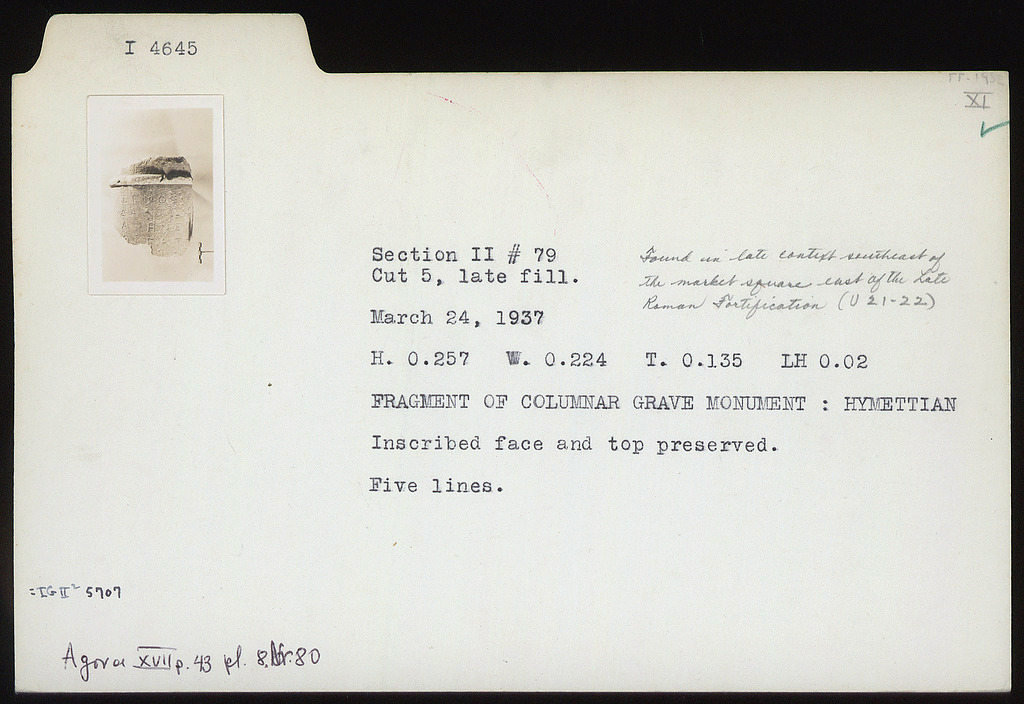 I 4645
XI
Section II # 79
Cut 5, late fill.
Found in late context southeast of
the market square east of the Late
Roman Fortification (U 21-22)
March 24, 1937
H. 0.257 W. 0.224 T. 0.135 LH 0.02
FRAGMENT OF COLUMNAR GRAVE MONUMENT : HYMETTIAN
Inscribed face and top preserved.
Five lines.
=IG II² 5707
Agora XVII p. 43 pl. 8, Nr. 80